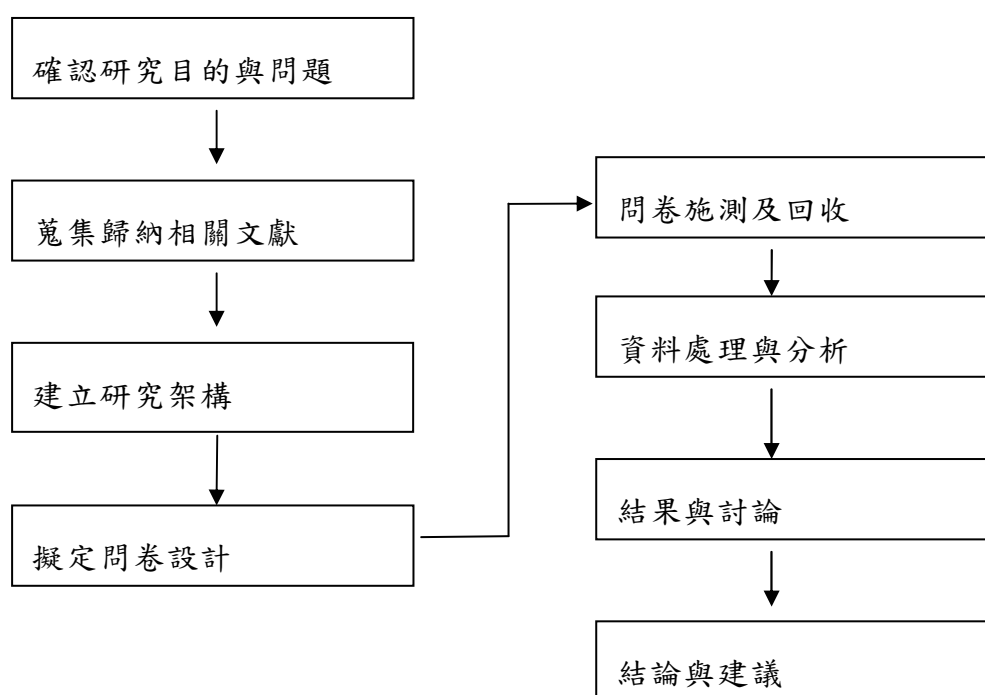 確認研究目的與問題
蒐集歸納相關文獻
建立研究架構
擬定問卷設計
問卷施測及回收
資料處理與分析
結果與討論
結論與建議